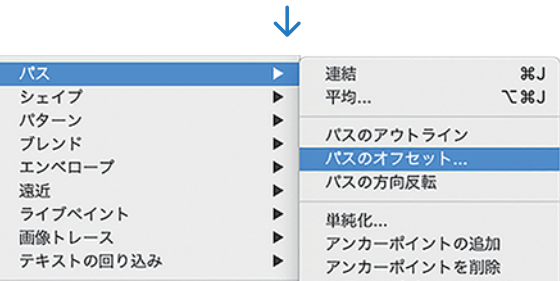 パス
シェイプ
パターン
ブレンド
エンベロープ
遠近
ライブペイント
画像トレース
テキストの回り込み
連結 ⌘J
平均... ⌥⌘J
パスのアウトライン
パスのオフセット...
パスの方向反転
単純化...
アンカーポイントの追加
アンカーポイントを削除